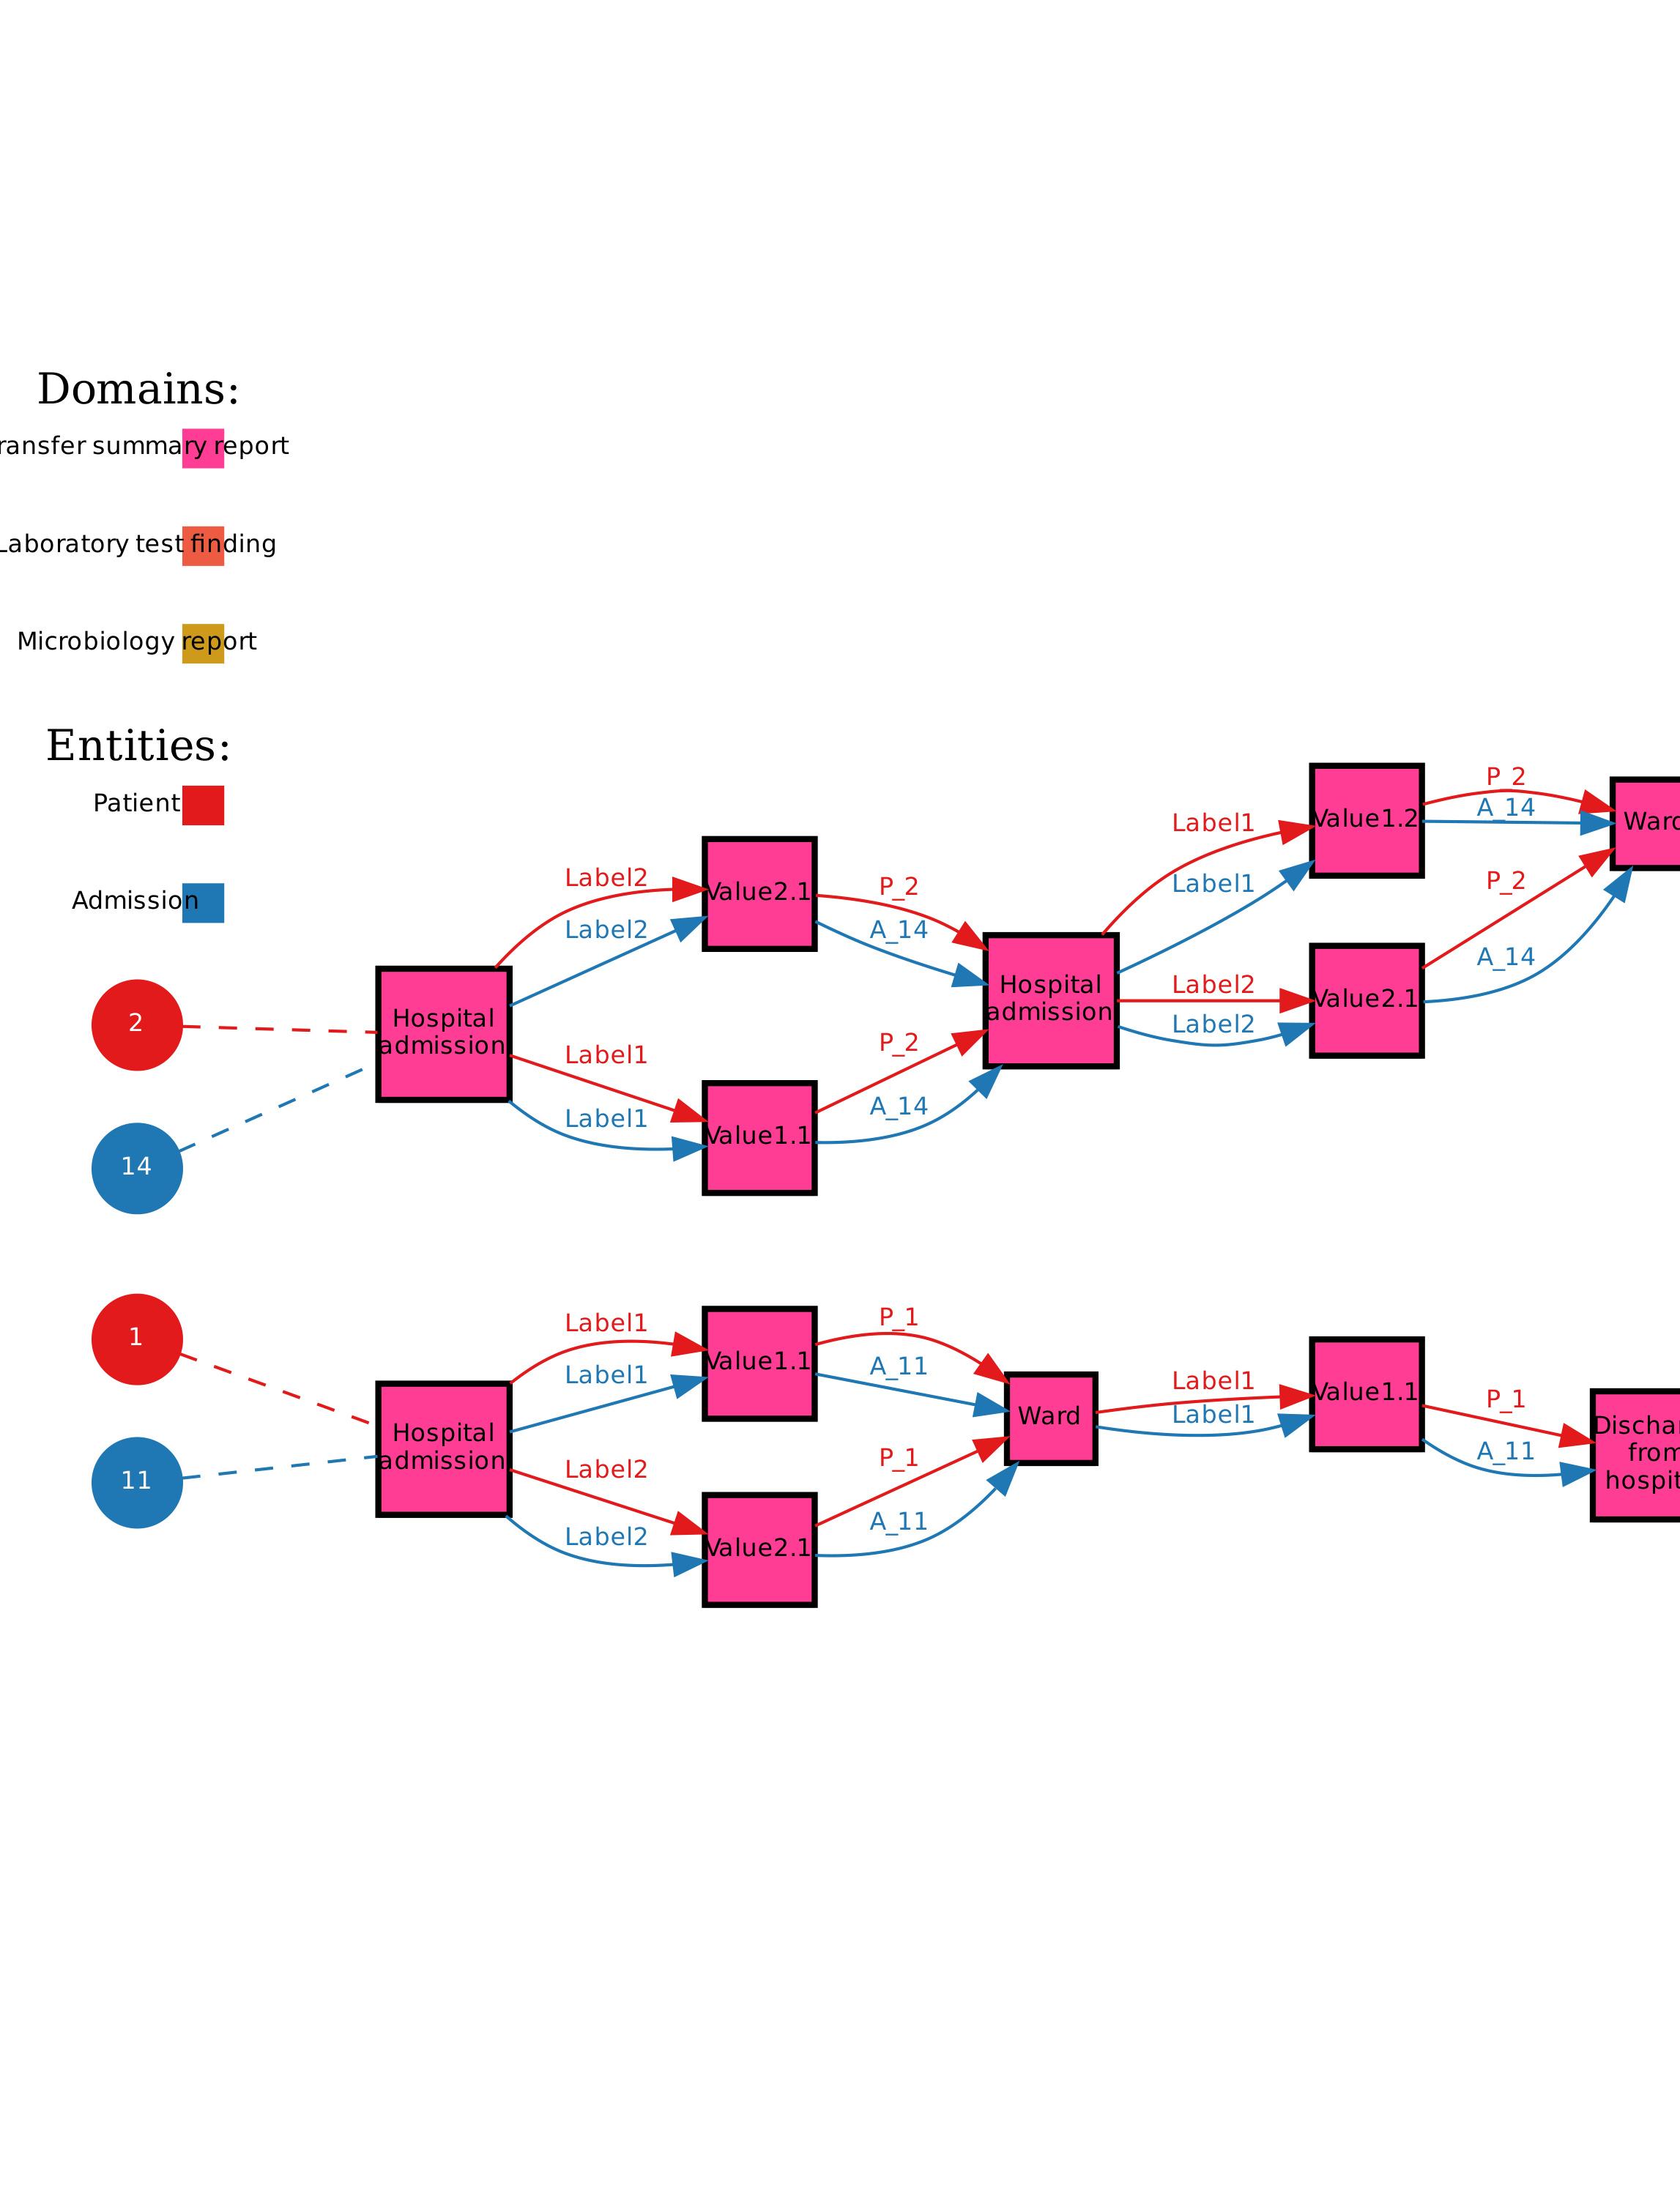 Domains:
ransfer summary report
Laboratory test finding
Microbiology report
Entities:
Patient
Admission
2
14
Hospital
admission
Label2
Label2
Label1
Label1
Value2.1
Value1.1
P_2
A_14
P_2
A_14
Hospital
admission
Label1
Label1
Label2
Label2
Value1.2
Value2.1
P_2
A_14
P_2
A_14
Ward
1
11
Hospital
admission
Label1
Label1
Label2
Label2
Value1.1
Value2.1
P_1
A_11
P_1
A_11
Ward
Label1
Label1
Value1.1
P_1
A_11
Dischar
from
hospit